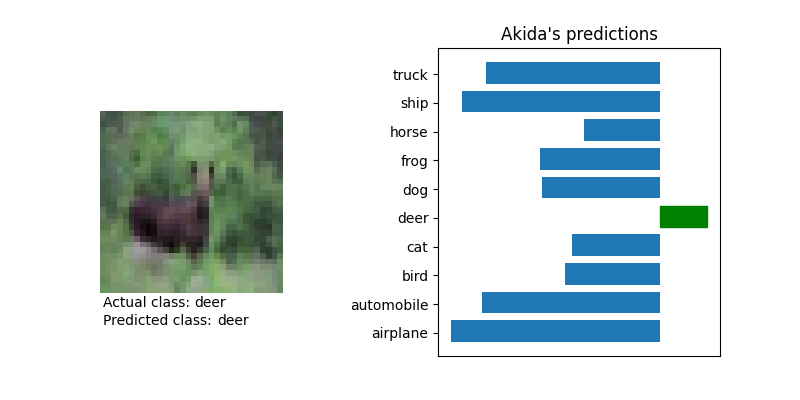 Akida's predictions
truck
ship
horse
frog
dog
deer
cat
bird
automobile
airplane
Actual class: deer
Predicted class: deer